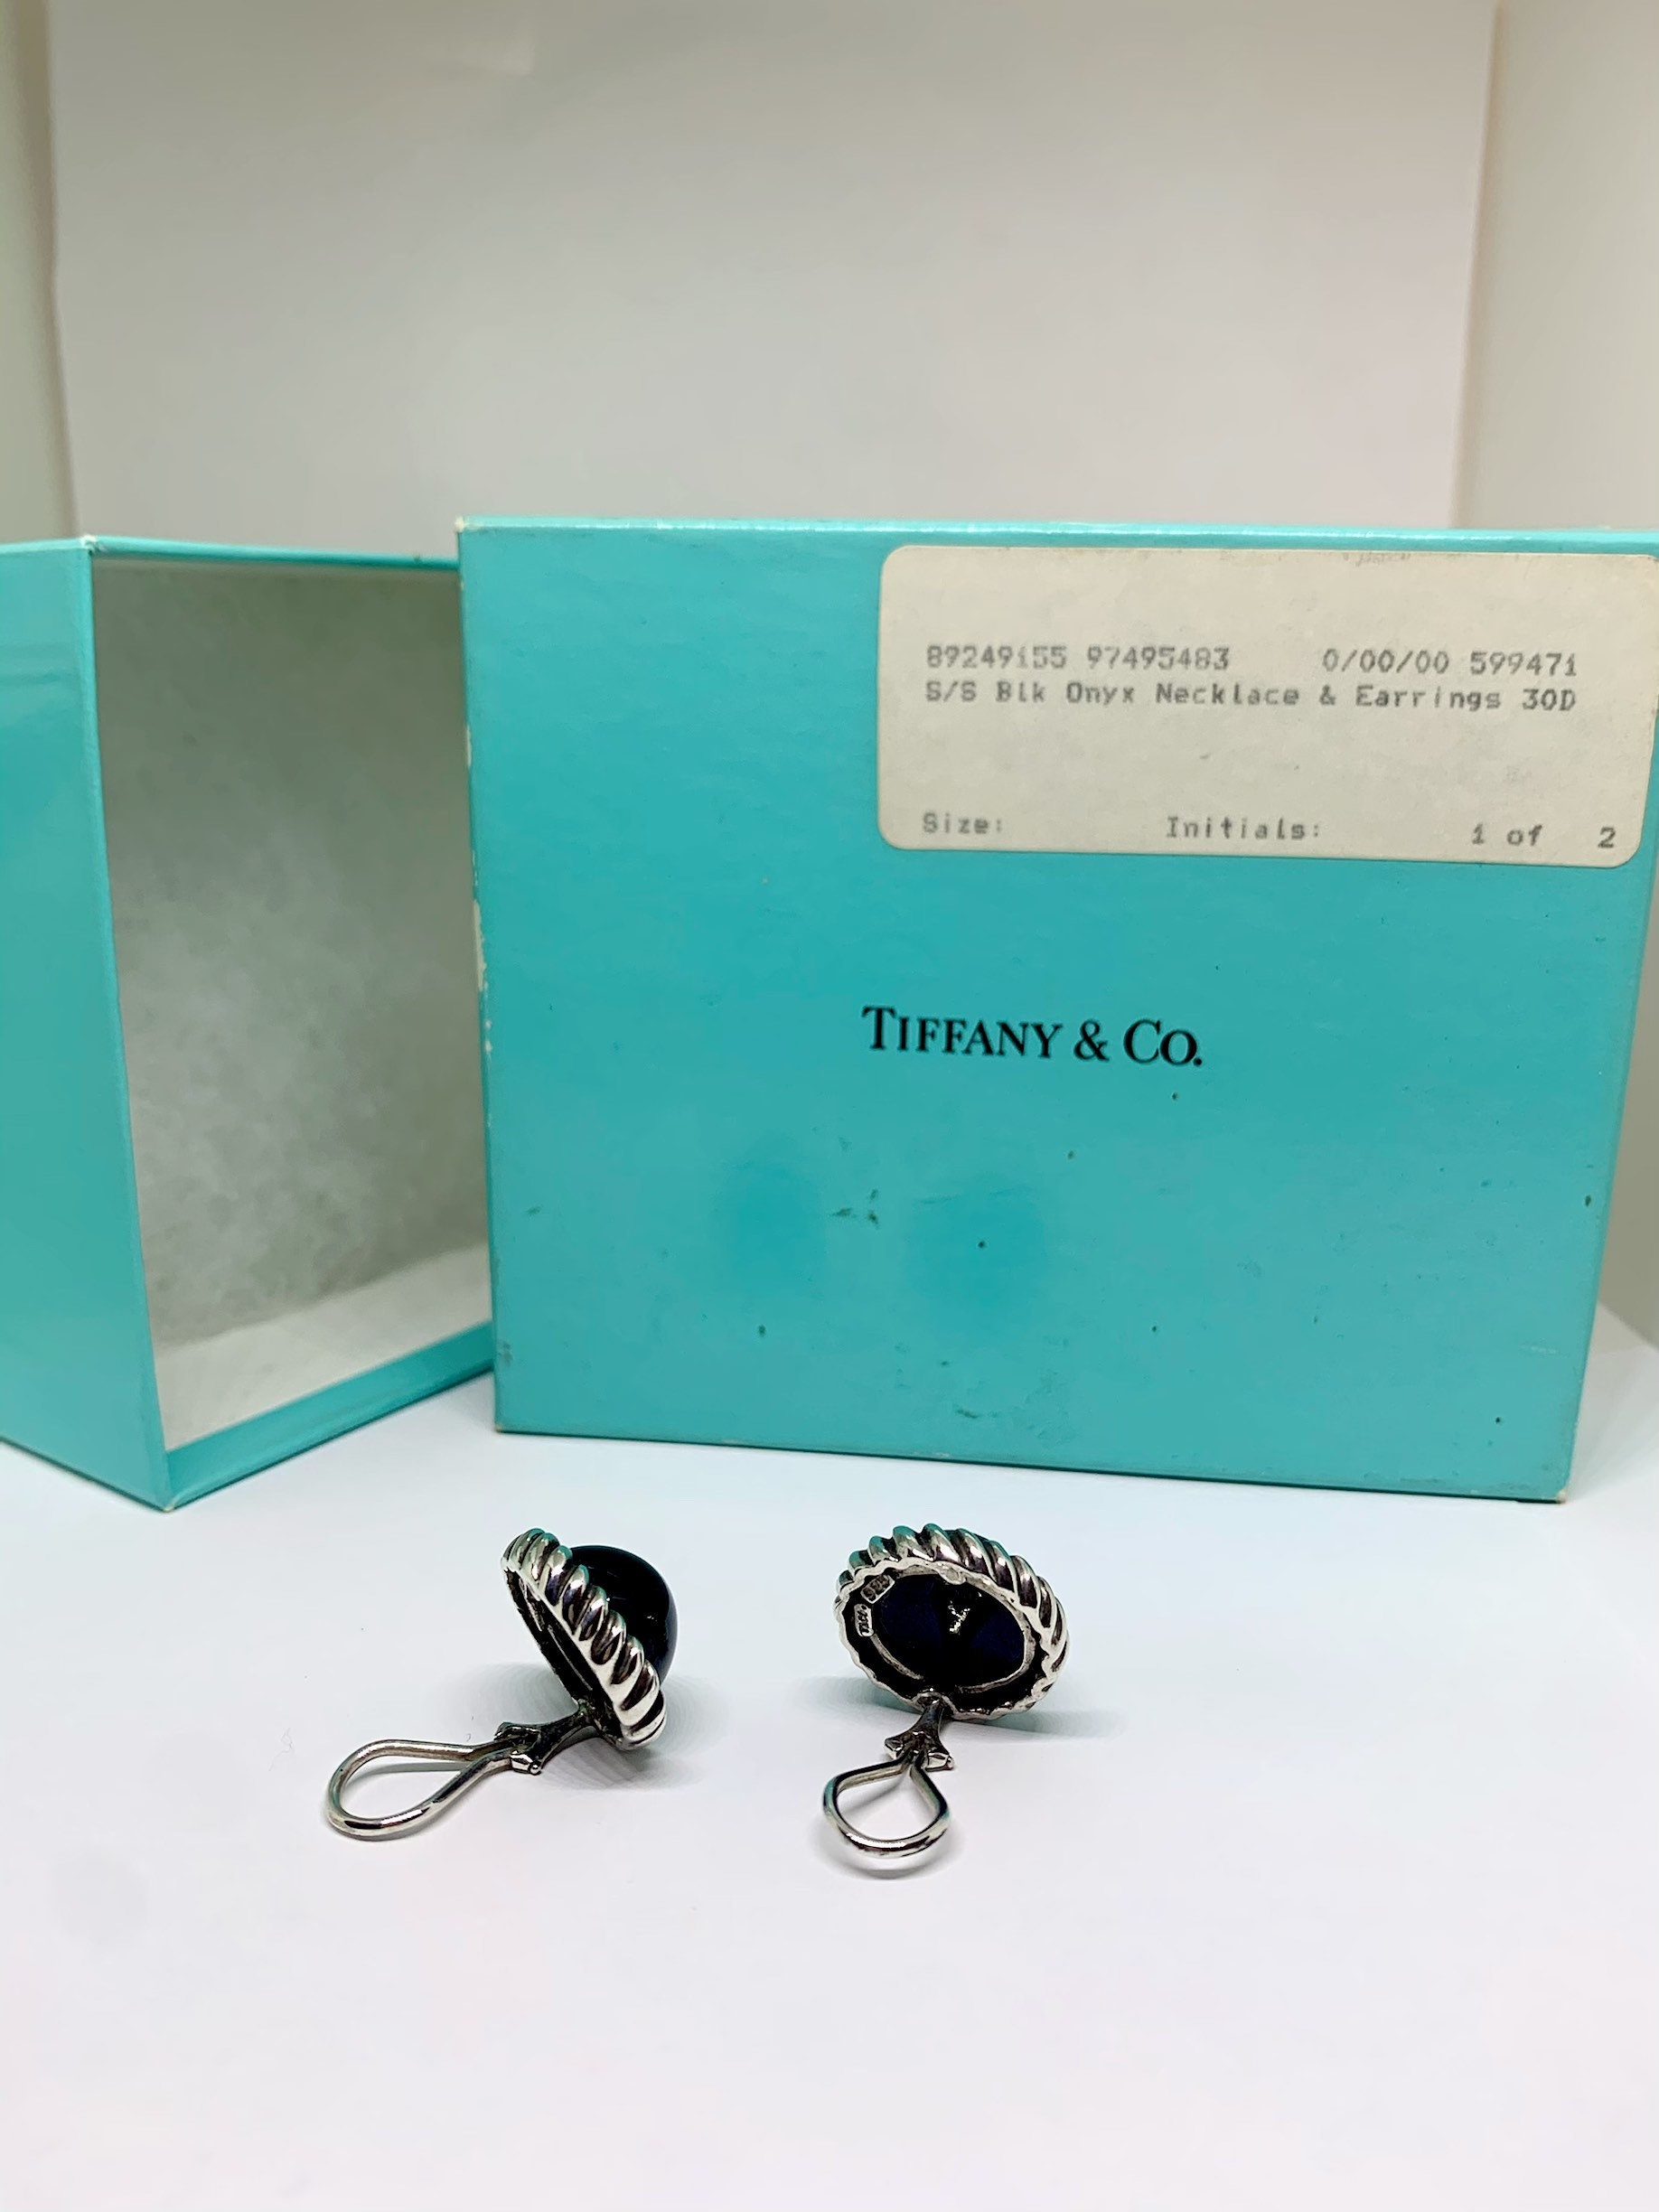 89249155 97495483 0/00/00 599471
S/S Blk Onyx Necklace & Earrings 30D
Size: Initials: 1 of 2
TIFFANY & CO.